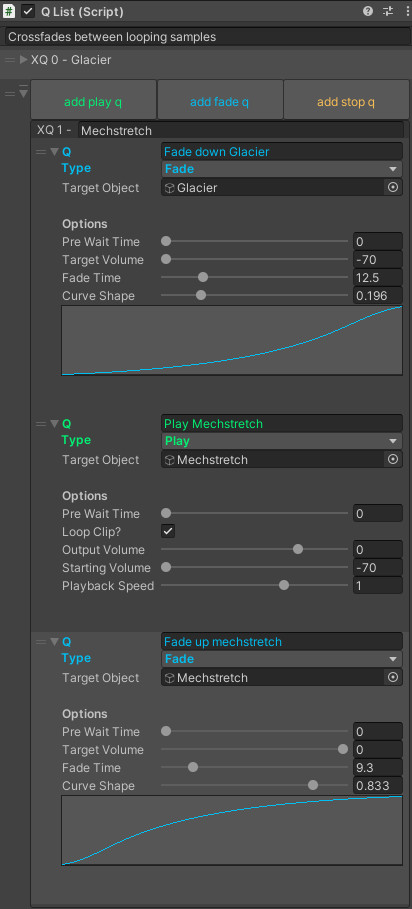 # Q List (Script)
Crossfades between looping samples
XQ 0 - Glacier
add play q add fade q add stop q
XQ 1 - Mechstretch
Q Fade down Glacier
Type Fade
Target Object Glacier
Options
Pre Wait Time 0
Target Volume -70
Fade Time 12.5
Curve Shape 0.196
Q Play Mechstretch
Type Play
Target Object Mechstretch
Options
Pre Wait Time 0
Loop Clip?
Output Volume 0
Starting Volume -70
Playback Speed 1
Q Fade up mechstretch
Type Fade
Target Object Mechstretch
Options
Pre Wait Time 0
Target Volume 0
Fade Time 9.3
Curve Shape 0.833